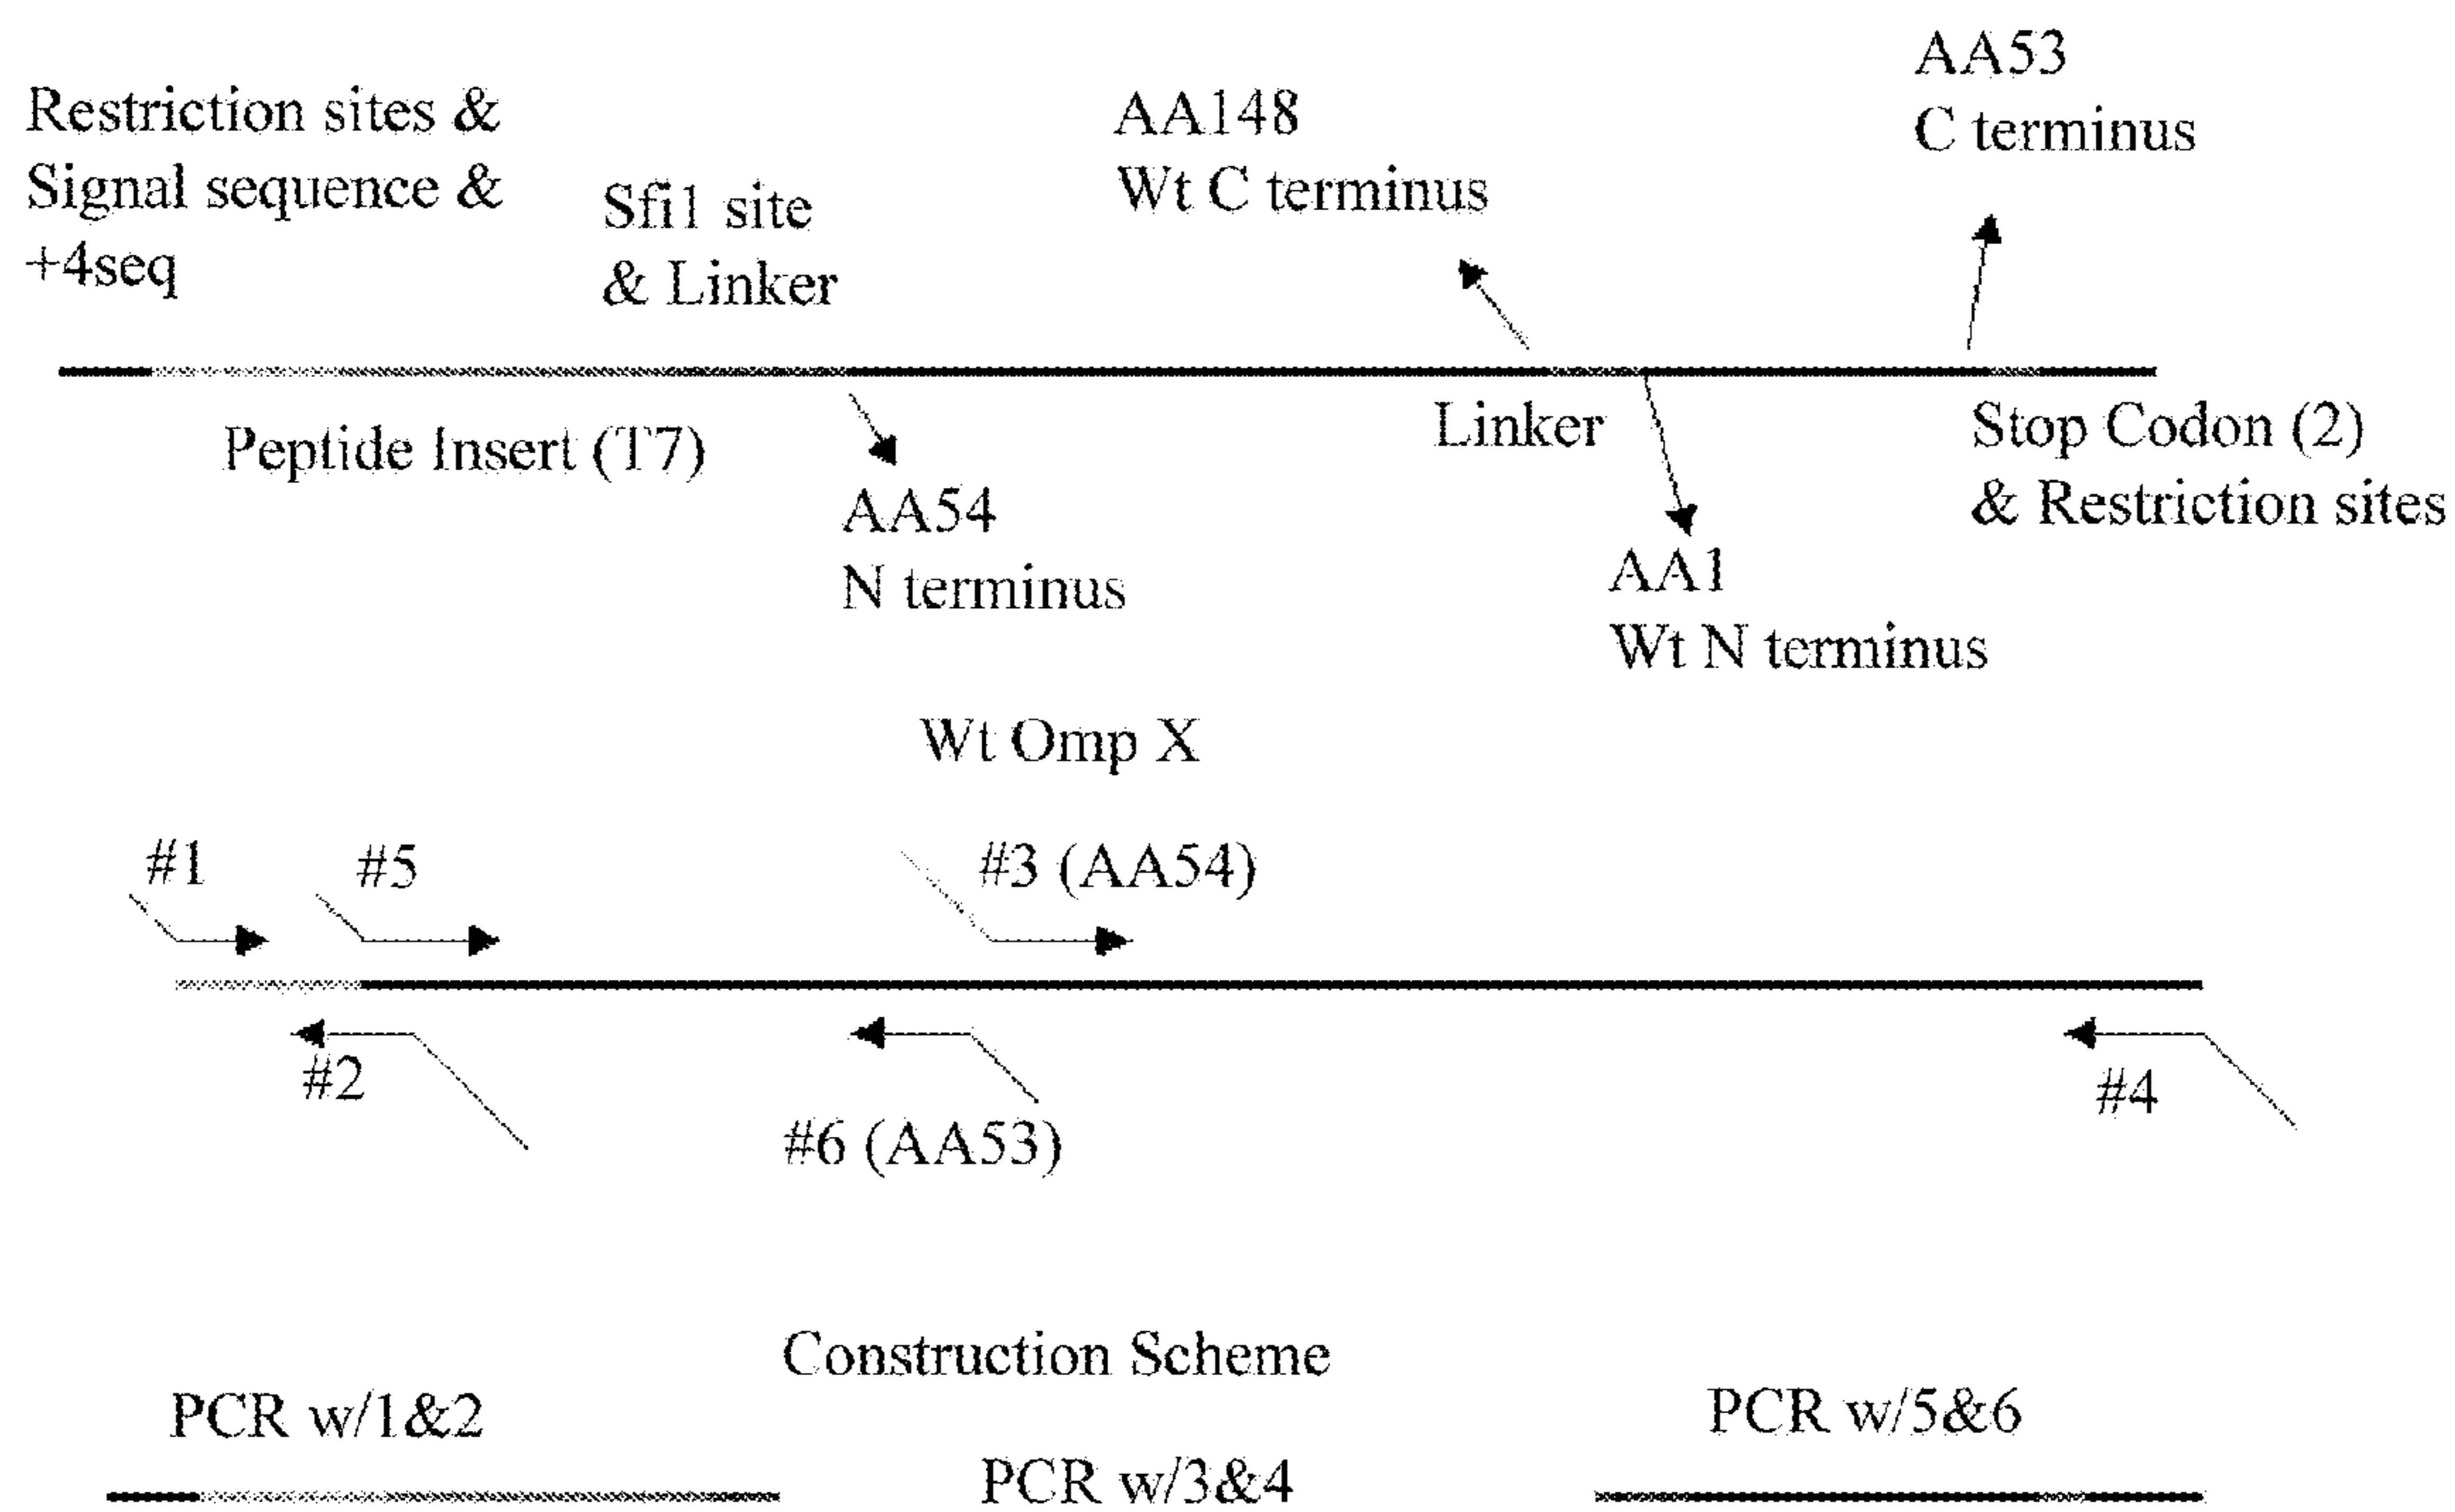 Restriction sites &
Signal sequence &
+4seq
Sfi1 site
& Linker
AA148
Wt C terminus
AA53
C terminus
Peptide Insert (T7)
AA54
N terminus
Linker
AA1
Wt N terminus
Stop Codon (2)
& Restriction sites
Wt Omp X
#1
#5
#3 (AA54)
#2
#6 (AA53)
#4
Construction Scheme
PCR w/1&2
PCR w/3&4
PCR w/5&6